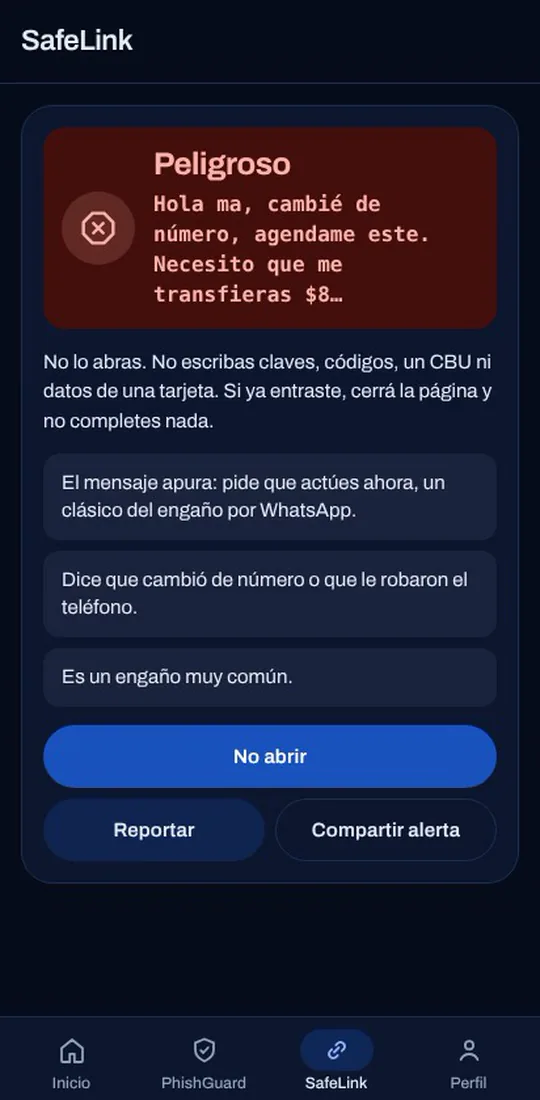 SafeLink
Peligroso
Hola ma, cambié de
número, agendame este.
Necesito que me
transfieras $8…
No lo abras. No escribas claves, códigos, un CBU ni
datos de una tarjeta. Si ya entraste, cerrá la página y
no completes nada.
El mensaje apura: pide que actúes ahora, un
clásico del engaño por WhatsApp.
Dice que cambió de número o que le robaron el
teléfono.
Es un engaño muy común.
No abrir
Reportar
Compartir alerta
Inicio
PhishGuard
SafeLink
Perfil